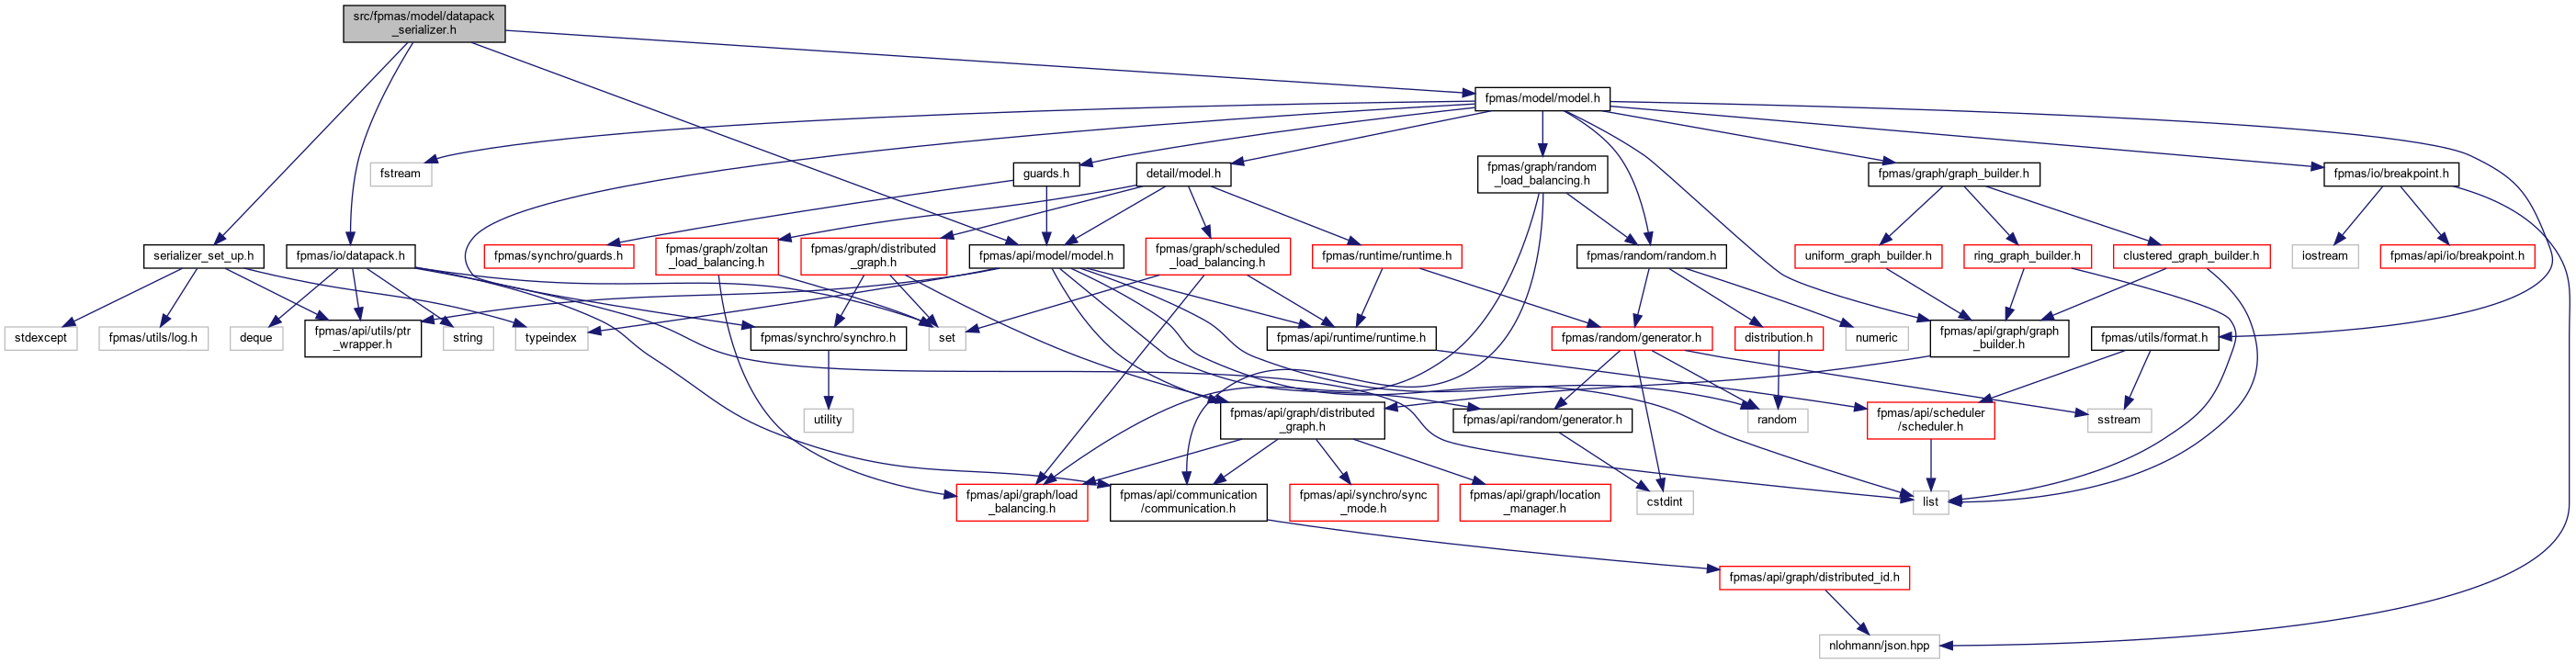 src/fpmas/model/datapack
_serializer.h
fpmas/model/model.h
fstream
guards.h
detail/model.h
fpmas/graph/random
_load_balancing.h
fpmas/graph/graph_builder.h
fpmas/io/breakpoint.h
serializer_set_up.h
fpmas/io/datapack.h
fpmas/synchro/guards.h
fpmas/graph/zoltan
_load_balancing.h
fpmas/graph/distributed
_graph.h
fpmas/api/model/model.h
fpmas/graph/scheduled
_load_balancing.h
fpmas/runtime/runtime.h
fpmas/random/random.h
uniform_graph_builder.h
ring_graph_builder.h
clustered_graph_builder.h
iostream
fpmas/api/io/breakpoint.h
stdexcept
fpmas/utils/log.h
deque
fpmas/api/utils/ptr
_wrapper.h
string
typeindex
fpmas/synchro/synchro.h
set
fpmas/api/runtime/runtime.h
fpmas/random/generator.h
distribution.h
numeric
fpmas/api/graph/graph
_builder.h
fpmas/utils/format.h
utility
fpmas/api/graph/distributed
_graph.h
fpmas/api/random/generator.h
random
fpmas/api/scheduler
/scheduler.h
sstream
fpmas/api/graph/load
_balancing.h
fpmas/api/communication
/communication.h
fpmas/api/synchro/sync
_mode.h
fpmas/api/graph/location
_manager.h
cstdint
list
fpmas/api/graph/distributed_id.h
nlohmann/json.hpp